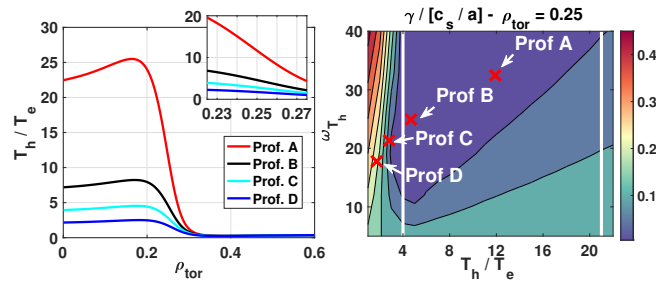 T_h / T_e
30
25
20
15
10
5
0
0
0.2
0.4
0.6
ρ_tor
20
10
0
0.23
0.25
0.27
Prof. A
Prof. B
Prof. C
Prof. D
γ / [c_s / a] - ρ_tor = 0.25
ω_T_h
40
30
20
10
4
8
12
16
20
T_h / T_e
Prof A
Prof B
Prof C
Prof D
0.4
0.3
0.2
0.1